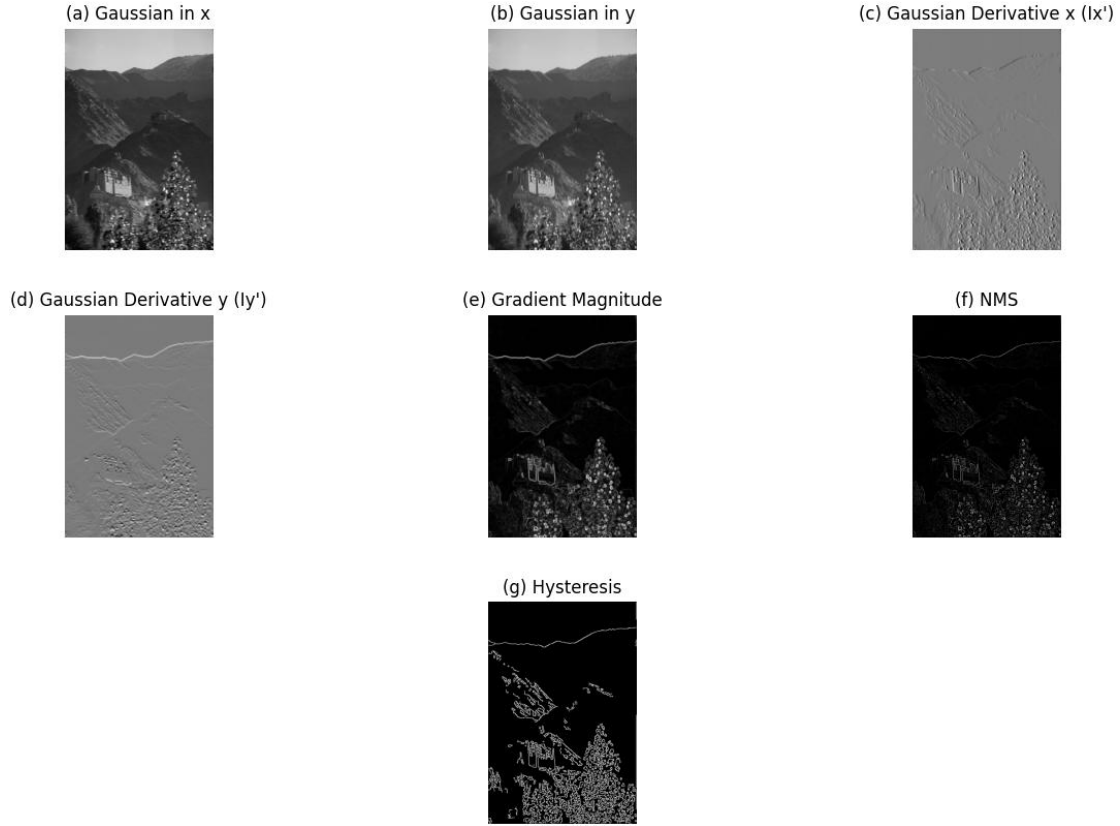 (a) Gaussian in x
(b) Gaussian in y
(c) Gaussian Derivative x (Ix')
(d) Gaussian Derivative y (Iy')
(e) Gradient Magnitude
(f) NMS
(g) Hysteresis